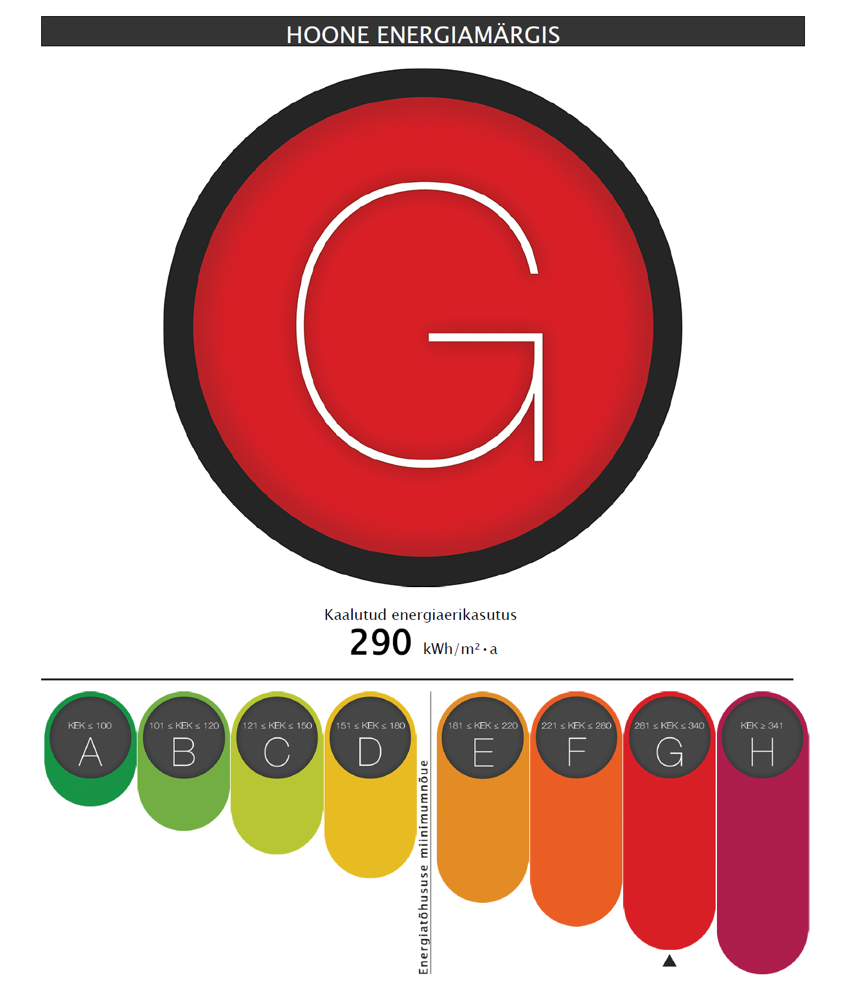 HOONE ENERGIAMÄRGIS
G
Kaalutud energiaerikasutus
290 kWh/m²·a
KEK ≤ 100
A
101 ≤ KEK ≤ 120
B
121 ≤ KEK ≤ 150
C
151 ≤ KEK ≤ 180
D
Energiatõhususe miinimumnõue
181 ≤ KEK ≤ 220
E
221 ≤ KEK ≤ 280
F
281 ≤ KEK ≤ 340
G
KEK ≥ 341
H